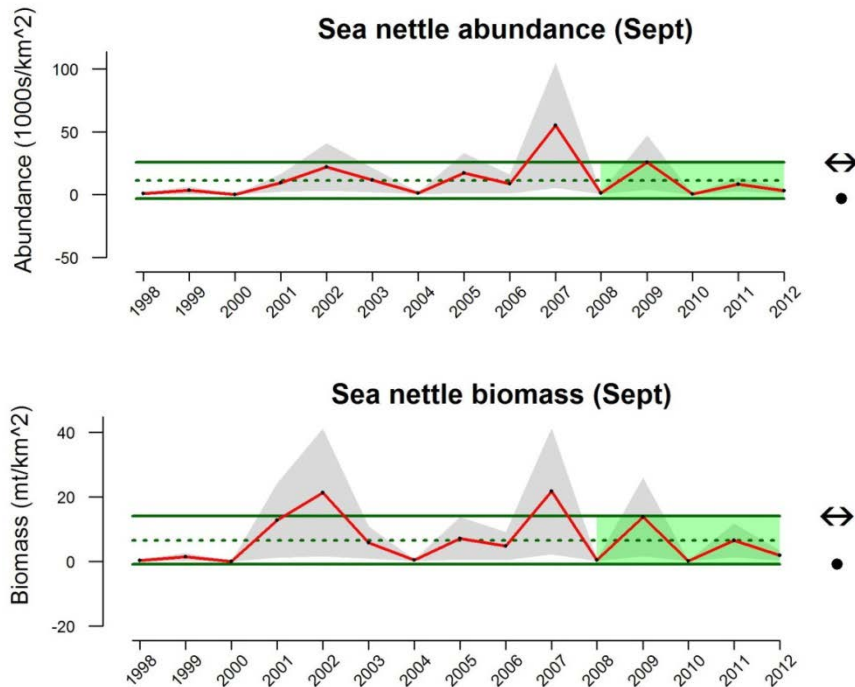 Sea nettle abundance (Sept)
Abundance (1000s/km^2)
100
50
0
-50
1998 1999 2000 2001 2002 2003 2004 2005 2006 2007 2008 2009 2010 2011 2012
Sea nettle biomass (Sept)
Biomass (mt/km^2)
40
20
0
-20
1998 1999 2000 2001 2002 2003 2004 2005 2006 2007 2008 2009 2010 2011 2012